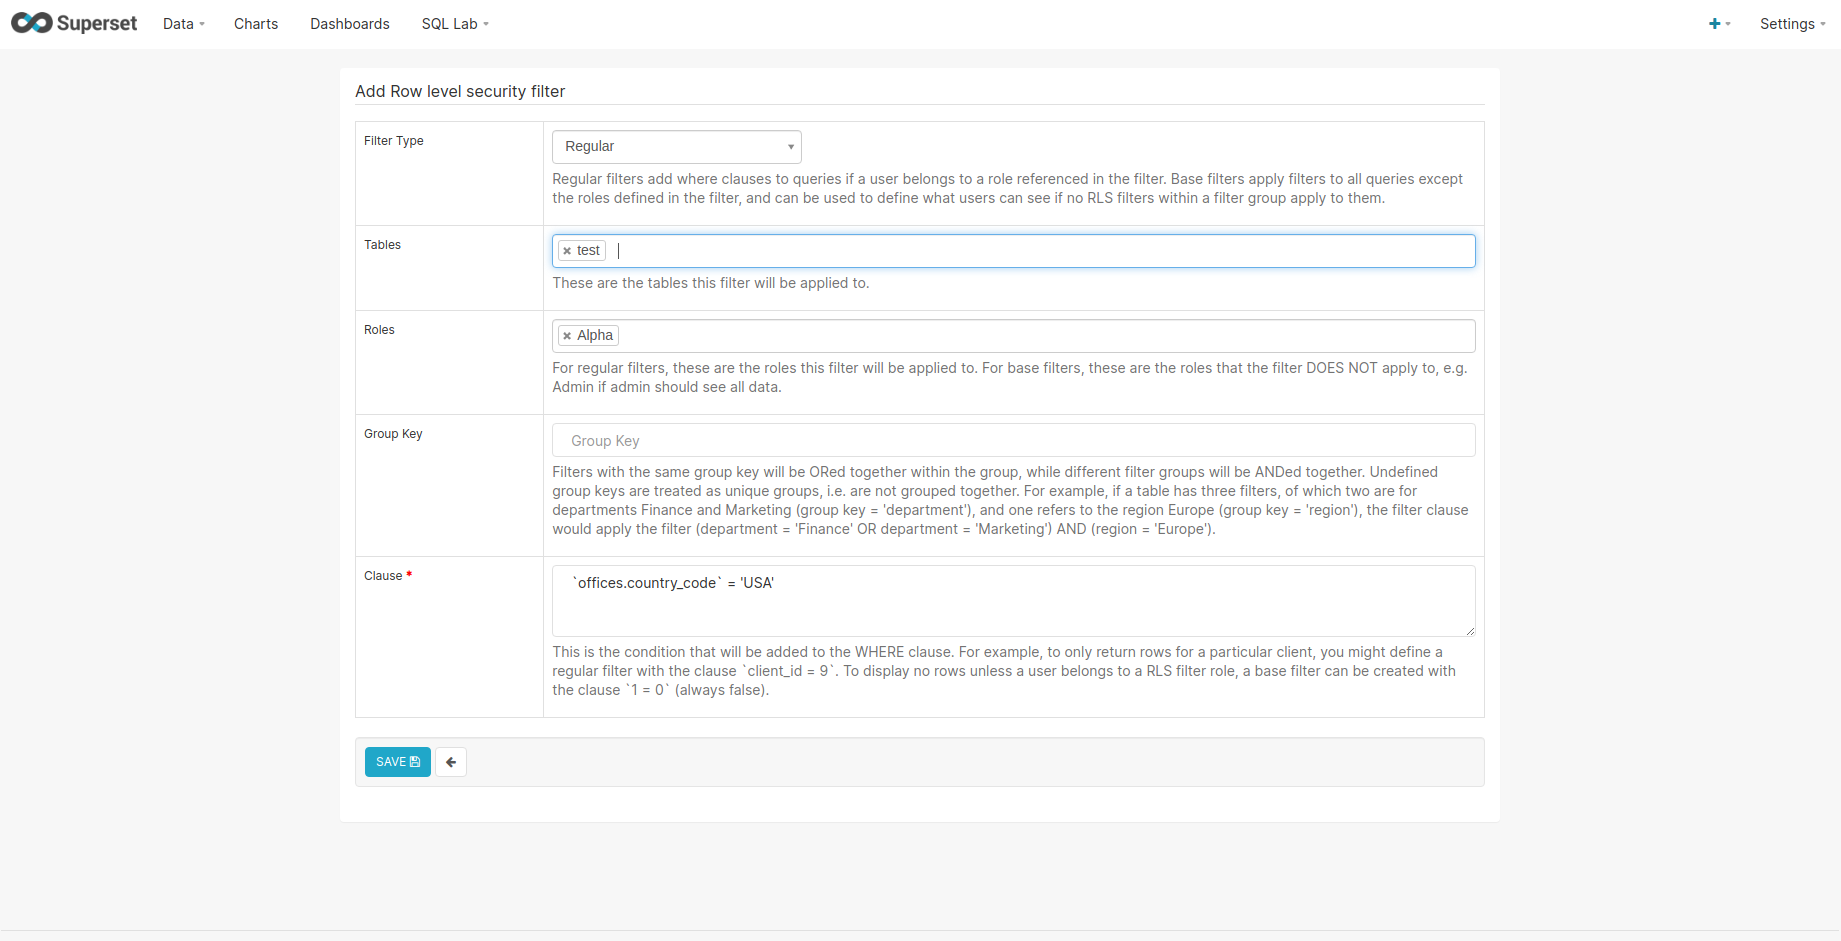 Superset Data Charts Dashboards SQL Lab + Settings
Add Row level security filter
Filter Type
Regular
Regular filters add where clauses to queries if a user belongs to a role referenced in the filter. Base filters apply filters to all queries except
the roles defined in the filter, and can be used to define what users can see if no RLS filters within a filter group apply to them.
Tables
× test
These are the tables this filter will be applied to.
Roles
× Alpha
For regular filters, these are the roles this filter will be applied to. For base filters, these are the roles that the filter DOES NOT apply to, e.g.
Admin if admin should see all data.
Group Key
Group Key
Filters with the same group key will be ORed together within the group, while different filter groups will be ANDed together. Undefined
group keys are treated as unique groups, i.e. are not grouped together. For example, if a table has three filters, of which two are for
departments Finance and Marketing (group key = 'department'), and one refers to the region Europe (group key = 'region'), the filter clause
would apply the filter (department = 'Finance' OR department = 'Marketing') AND (region = 'Europe').
Clause *
`offices.country_code` = 'USA'
This is the condition that will be added to the WHERE clause. For example, to only return rows for a particular client, you might define a
regular filter with the clause `client_id = 9`. To display no rows unless a user belongs to a RLS filter role, a base filter can be created with
the clause `1 = 0` (always false).
SAVE